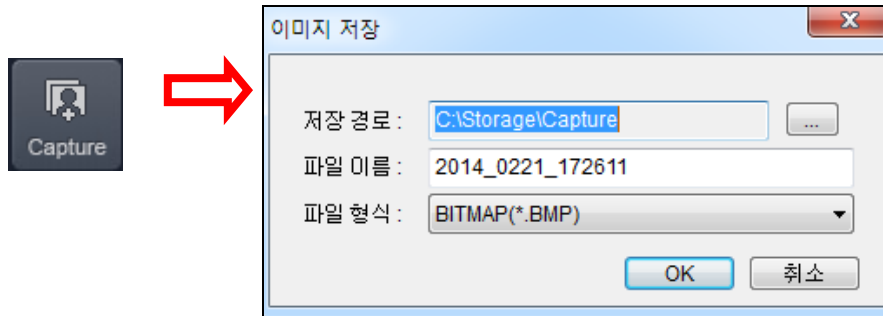 이미지 저장
Capture
저장 경로 : C:\Storage\Capture ...
파일 이름 : 2014_0221_172611
파일 형식 : BITMAP(*.BMP)
OK 취소